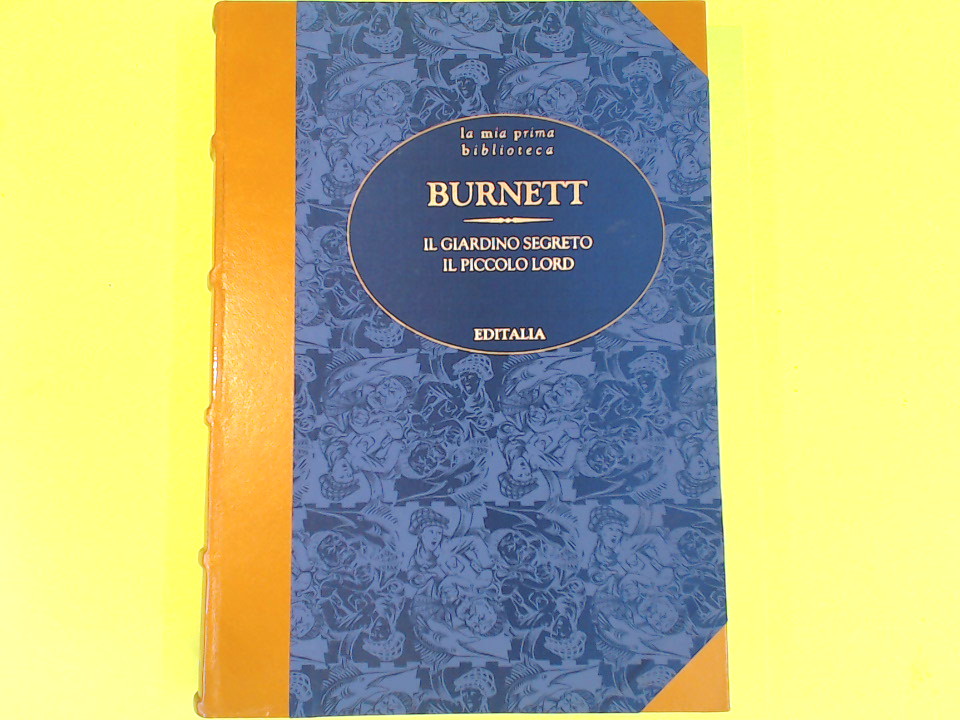 la mia prima
biblioteca
BURNETT
IL GIARDINO SEGRETO
IL PICCOLO LORD
EDITALIA